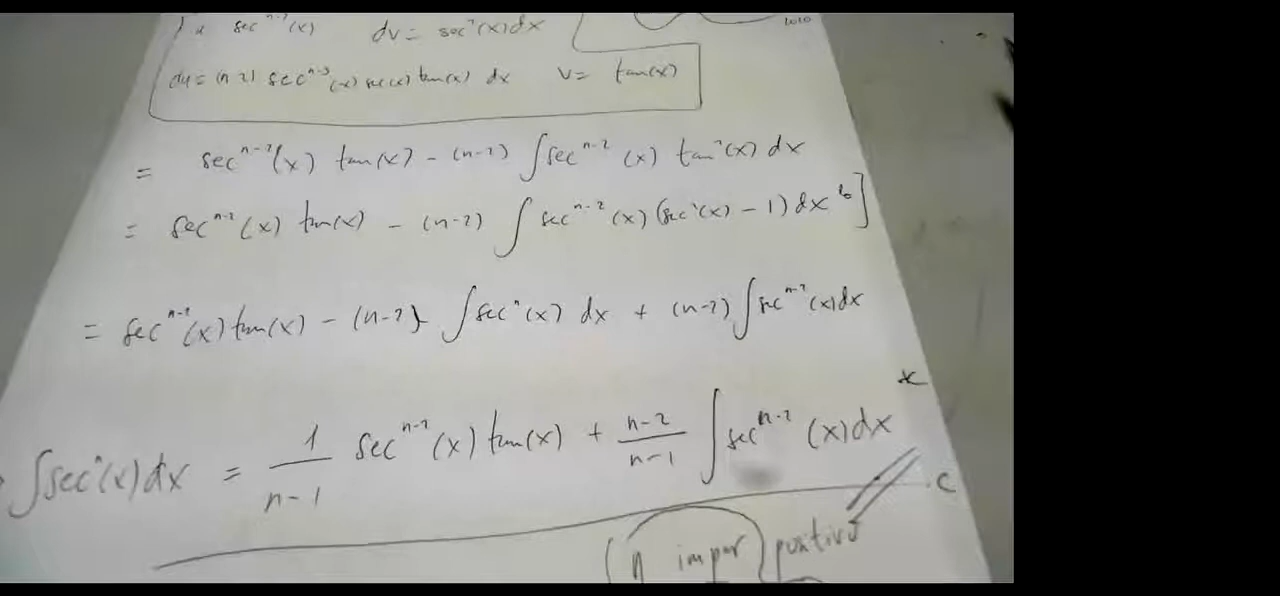 u sec^{n-2}(x) dv = sec²(x)dx
du = (n-2) sec^{n-3}(x) sec(x) tan(x) dx v = tan(x)
= sec^{n-2}(x) tan(x) - (n-2) ∫sec^{n-2}(x) tan²(x) dx
= sec^{n-2}(x) tan(x) - (n-2) ∫ sec^{n-2}(x) (sec²(x) - 1) dx ]
= sec^{n-2}(x) tan(x) - (n-2) ∫sec^n(x) dx + (n-2) ∫sec^{n-2}(x) dx
∫sec^n(x) dx = 1/(n-1) sec^{n-2}(x) tan(x) + (n-2)/(n-1) ∫sec^{n-2}(x) dx
n impar positivo